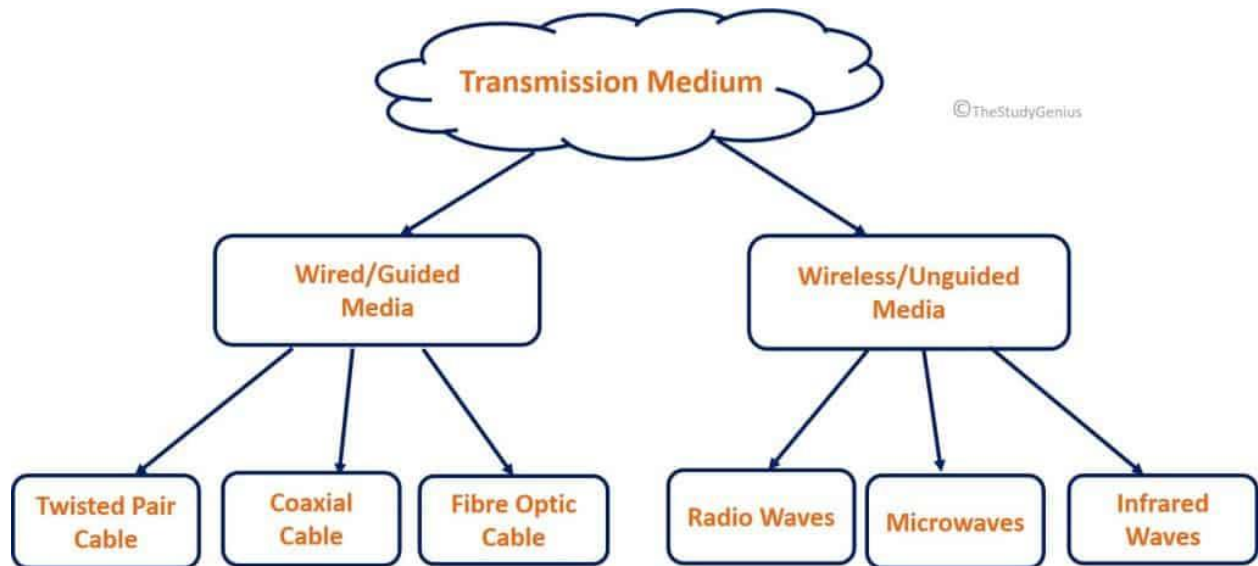 Transmission Medium
©TheStudyGenius
Wired/Guided
Media
Wireless/Unguided
Media
Twisted Pair
Cable
Coaxial
Cable
Fibre Optic
Cable
Radio Waves
Microwaves
Infrared
Waves